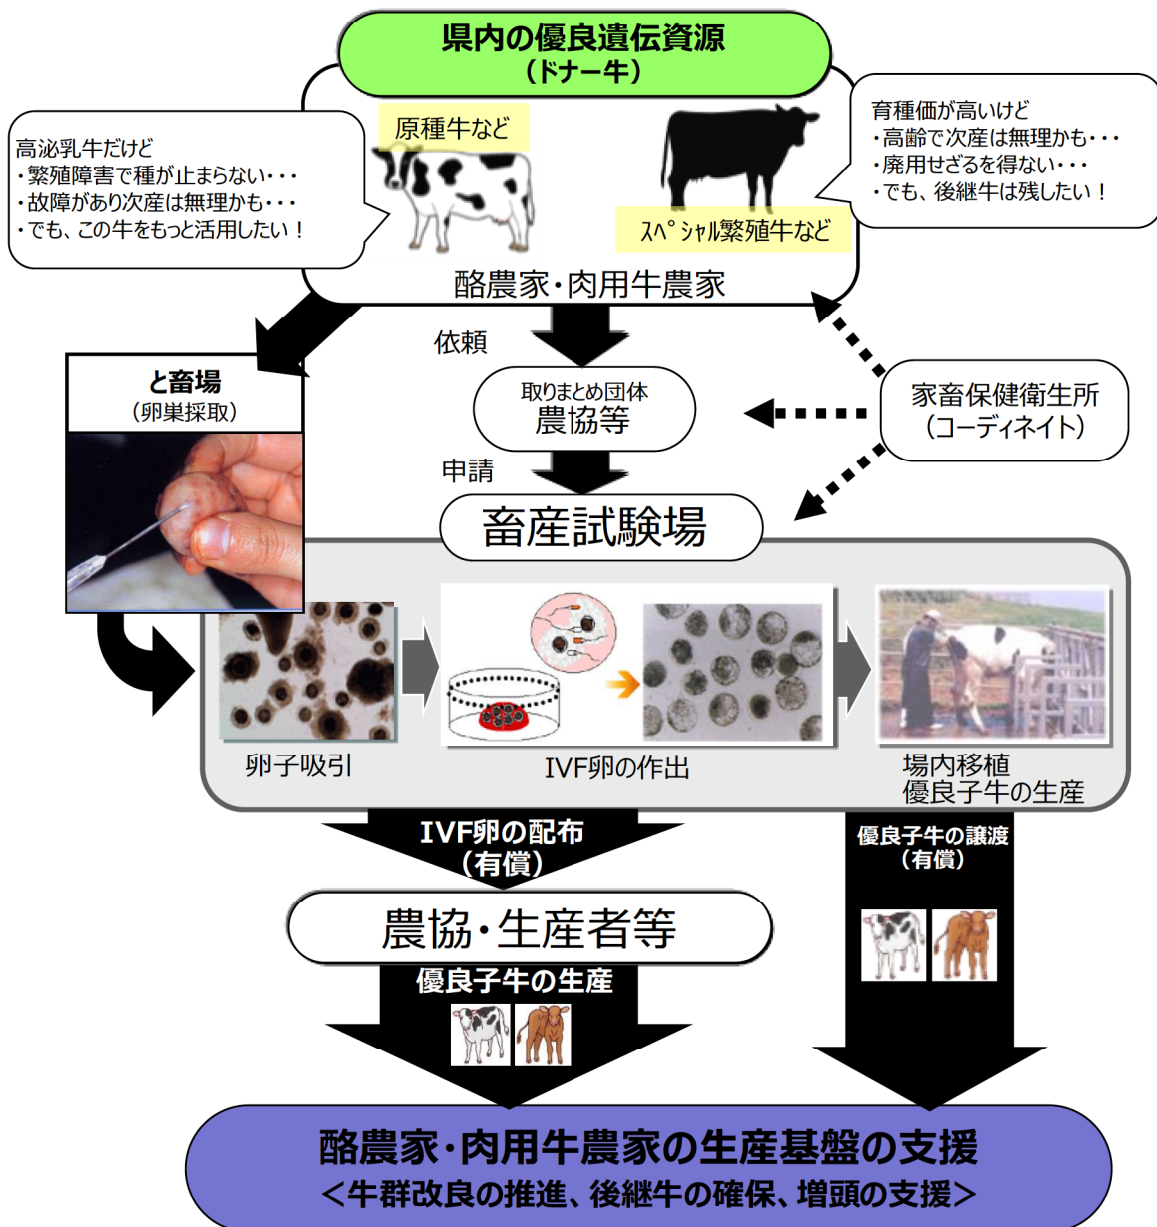 県内の優良遺伝資源
（ドナー牛）
高泌乳牛だけど
・繁殖障害で種が止まらない・・・
・故障があり次産は無理かも・・・
・でも、この牛をもっと活用したい！
原種牛など
スペシャル繁殖牛など
育種価が高いけど
・高齢で次産は無理かも・・・
・廃用せざるを得ない・・・
・でも、後継牛は残したい！
酪農家・肉用牛農家
依頼
と畜場
（卵巣採取）
取りまとめ団体
農協等
家畜保健衛生所
（コーディネイト）
申請
畜産試験場
卵子吸引
IVF卵の作出
場内移植
優良子牛の生産
IVF卵の配布
（有償）
優良子牛の譲渡
（有償）
農協・生産者等
優良子牛の生産
酪農家・肉用牛農家の生産基盤の支援
＜牛群改良の推進、後継牛の確保、増頭の支援＞